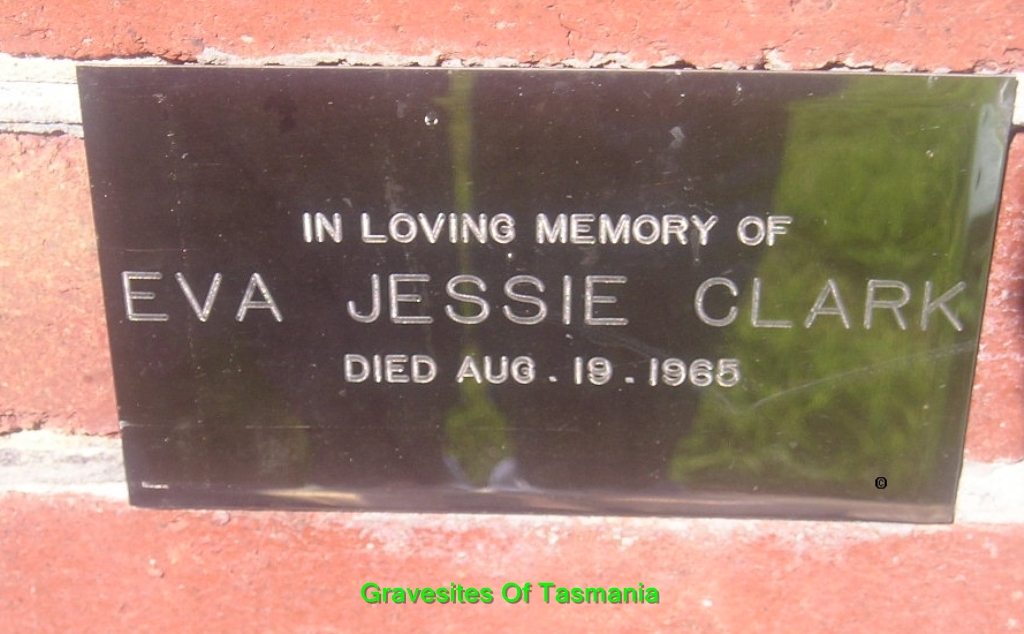 IN LOVING MEMORY OF
EVA JESSIE CLARK
DIED AUG. 19. 1965
©
Gravesites Of Tasmania